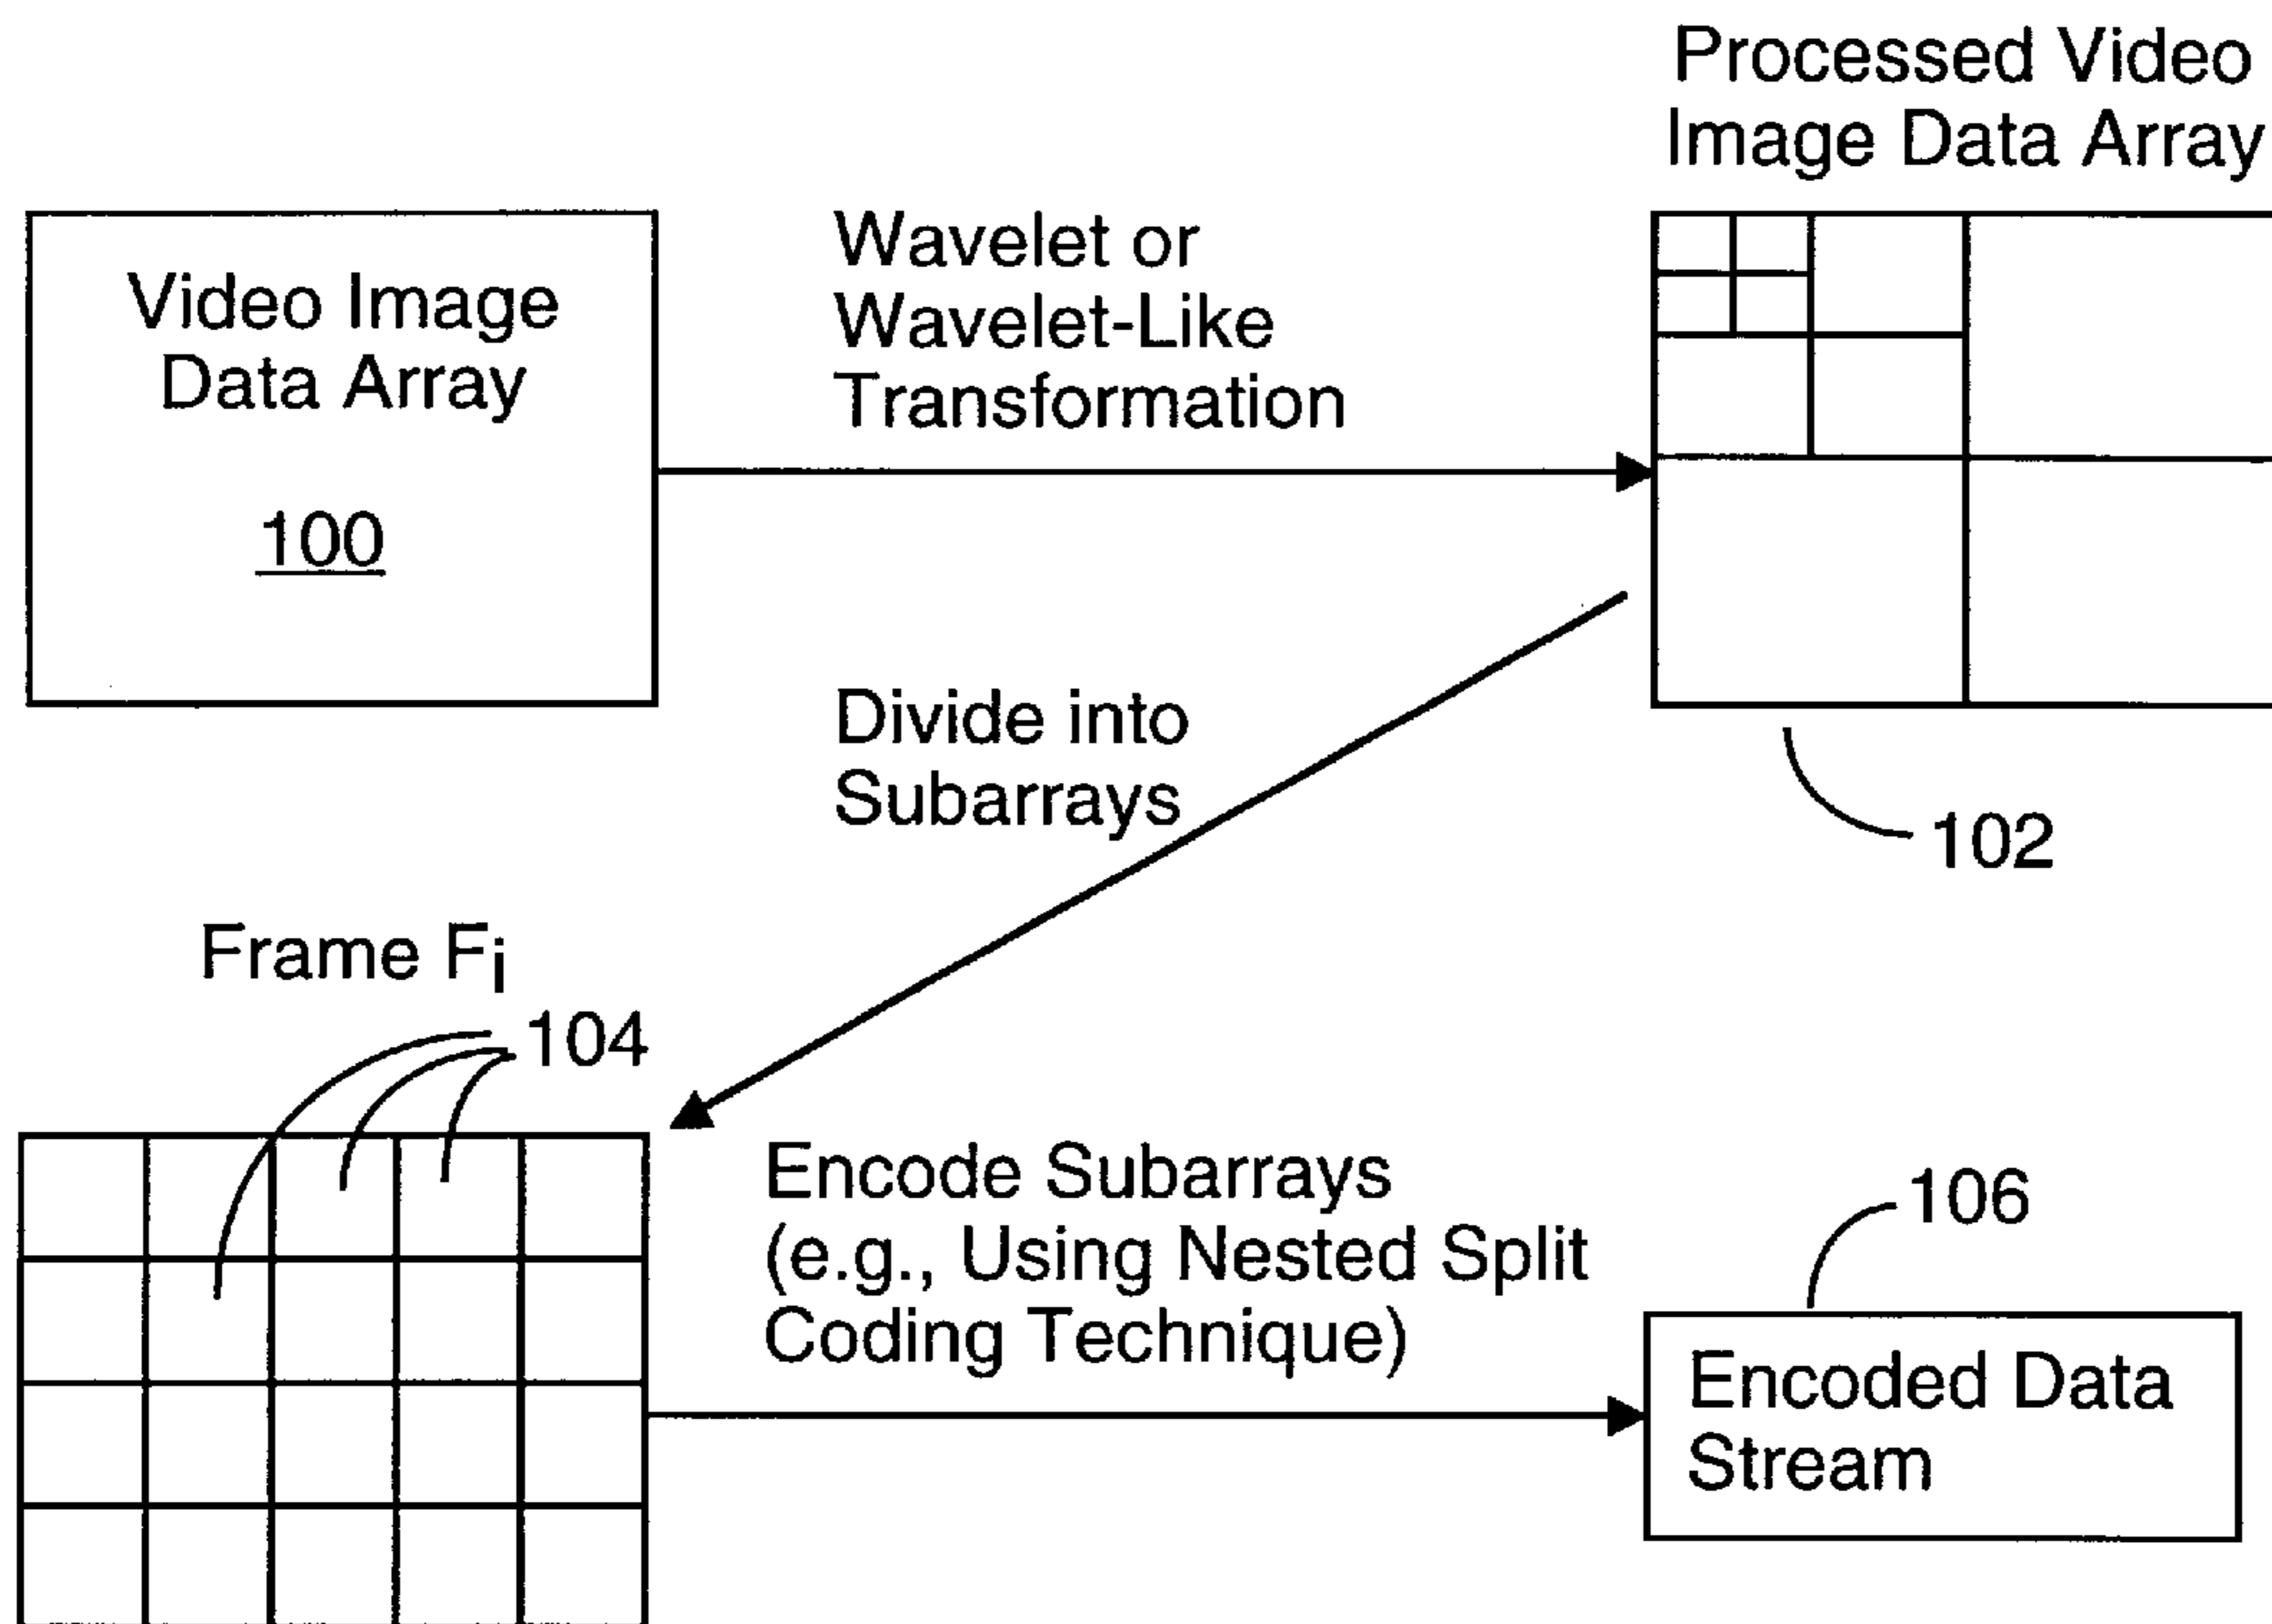 Processed Video
Image Data Array
Video Image
Data Array
100
Wavelet or
Wavelet-Like
Transformation
102
Divide into
Subarrays
Frame Fi
104
Encode Subarrays
(e.g., Using Nested Split
Coding Technique)
106
Encoded Data
Stream